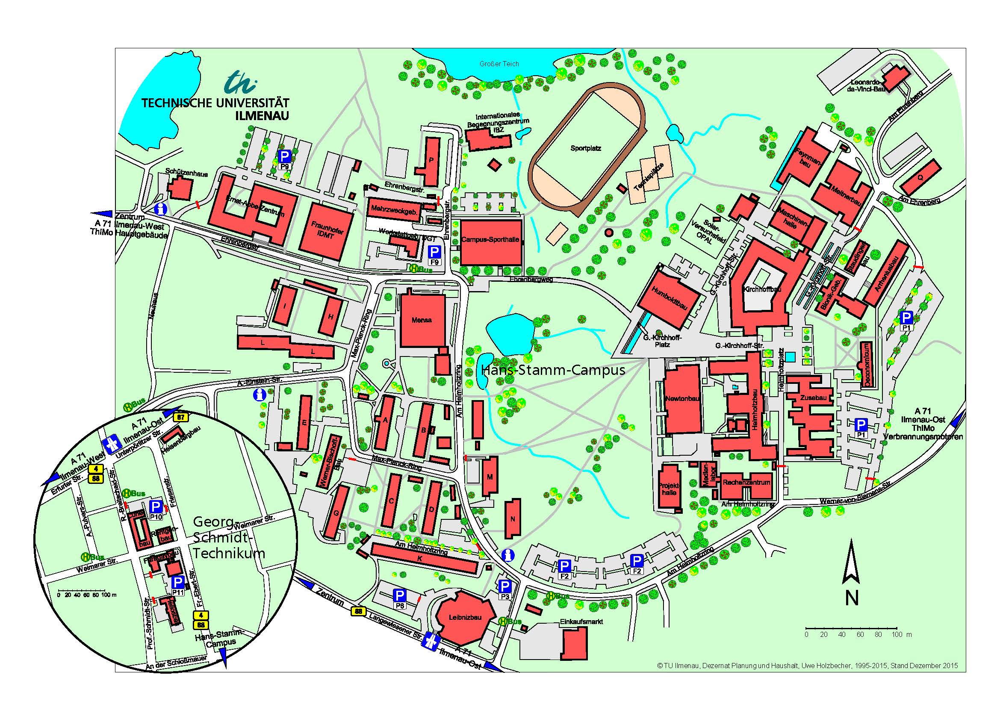 Großer Teich
th
TECHNISCHE UNIVERSITÄT
ILMENAU
Leonardo-
da-Vinci-Bau
Am Ehrenberg
Internationales
Begegnungszentrum
IBZ
Sportplatz
Tennisplätze
Feynman-
bau
Meitnerbau
Q
Am Ehrenberg
P
P9
P
Schützenhaus
Ehrenbergstr.
Ernst-Abbe-Zentrum
Mehrzweckgeb.
Ehrenbergstr.
Maschinen-
halle
Solar-
Versuchsfeld
OPAL
i
Zentrum
A 71 Ilmenau-West
ThIMo Hauptgebäude
Fraunhofer
IDMT
Werkstattgeb. DGT
Campus-Sporthalle
Ehrenbergstr.
P
F9
H Bus
Staudinger
bau
Arrheniusbau
G.-Kirchhoff-Str.
G.-Kirchhoff-Str.
Ehrenbergweg
Humboldtbau
Kirchhoffbau
Bionik-Geb.
I
H
Neuhaus
Mensa
Max-Planck-Ring
P
P1
L
L
G.-Kirchhoff-
Platz
G.-Kirchhoff-Str.
Helmholtzplatz
Oeconomicum
Hans-Stamm-Campus
Am Helmholtzring
A.-Einstein-Str.
i
H Bus
Newtonbau
Helmholtzbau
Zusebau
E
A
B
A 71
Ilmenau-Ost
ThIMo
Verbrennungsmotoren
P
P1
87
A 71
Ilmenau-Ost
Unterpörlitzer Str.
Heisenbergbau
A 71
Ilmenau-West
4
88
Erfurter Str.
Werner-Bischoff-
Bau
Max-Planck-Ring
M
Projekt-
halle
Medien-
labor
Rechenzentrum
Am Helmholtzring
Werner-von-Siemens-Str.
R.-Breitscheid-Str.
H Bus
Friesenstr.
A.-Pulvers-Str.
P
P10
Curie-
bau
Röntgen-
bau
Georg-
Schmidt-
Technikum
Weimarer Str.
G
C
D
N
H Bus
Weimarer Str.
Faradaybau
Am Helmholtzring
K
i
P
F2
P
F2
Am Helmholtzring
N
0 20 40 60 80 100 m
P
P11
Fr.-Ebert-Str.
Helios
Prof.-Schmidt-Str.
4
88
Hans-Stamm-
Campus
An der Schloßmauer
Zentrum
88
P
P6
P
P3
H Bus
Leibnizbau
H Bus
Einkaufsmarkt
Langewiesener Str.
A 71
Ilmenau-Ost
0 20 40 60 80 100 m
©TU Ilmenau, Dezernat Planung und Haushalt, Uwe Holzbecher, 1995-2015, Stand Dezember 2015